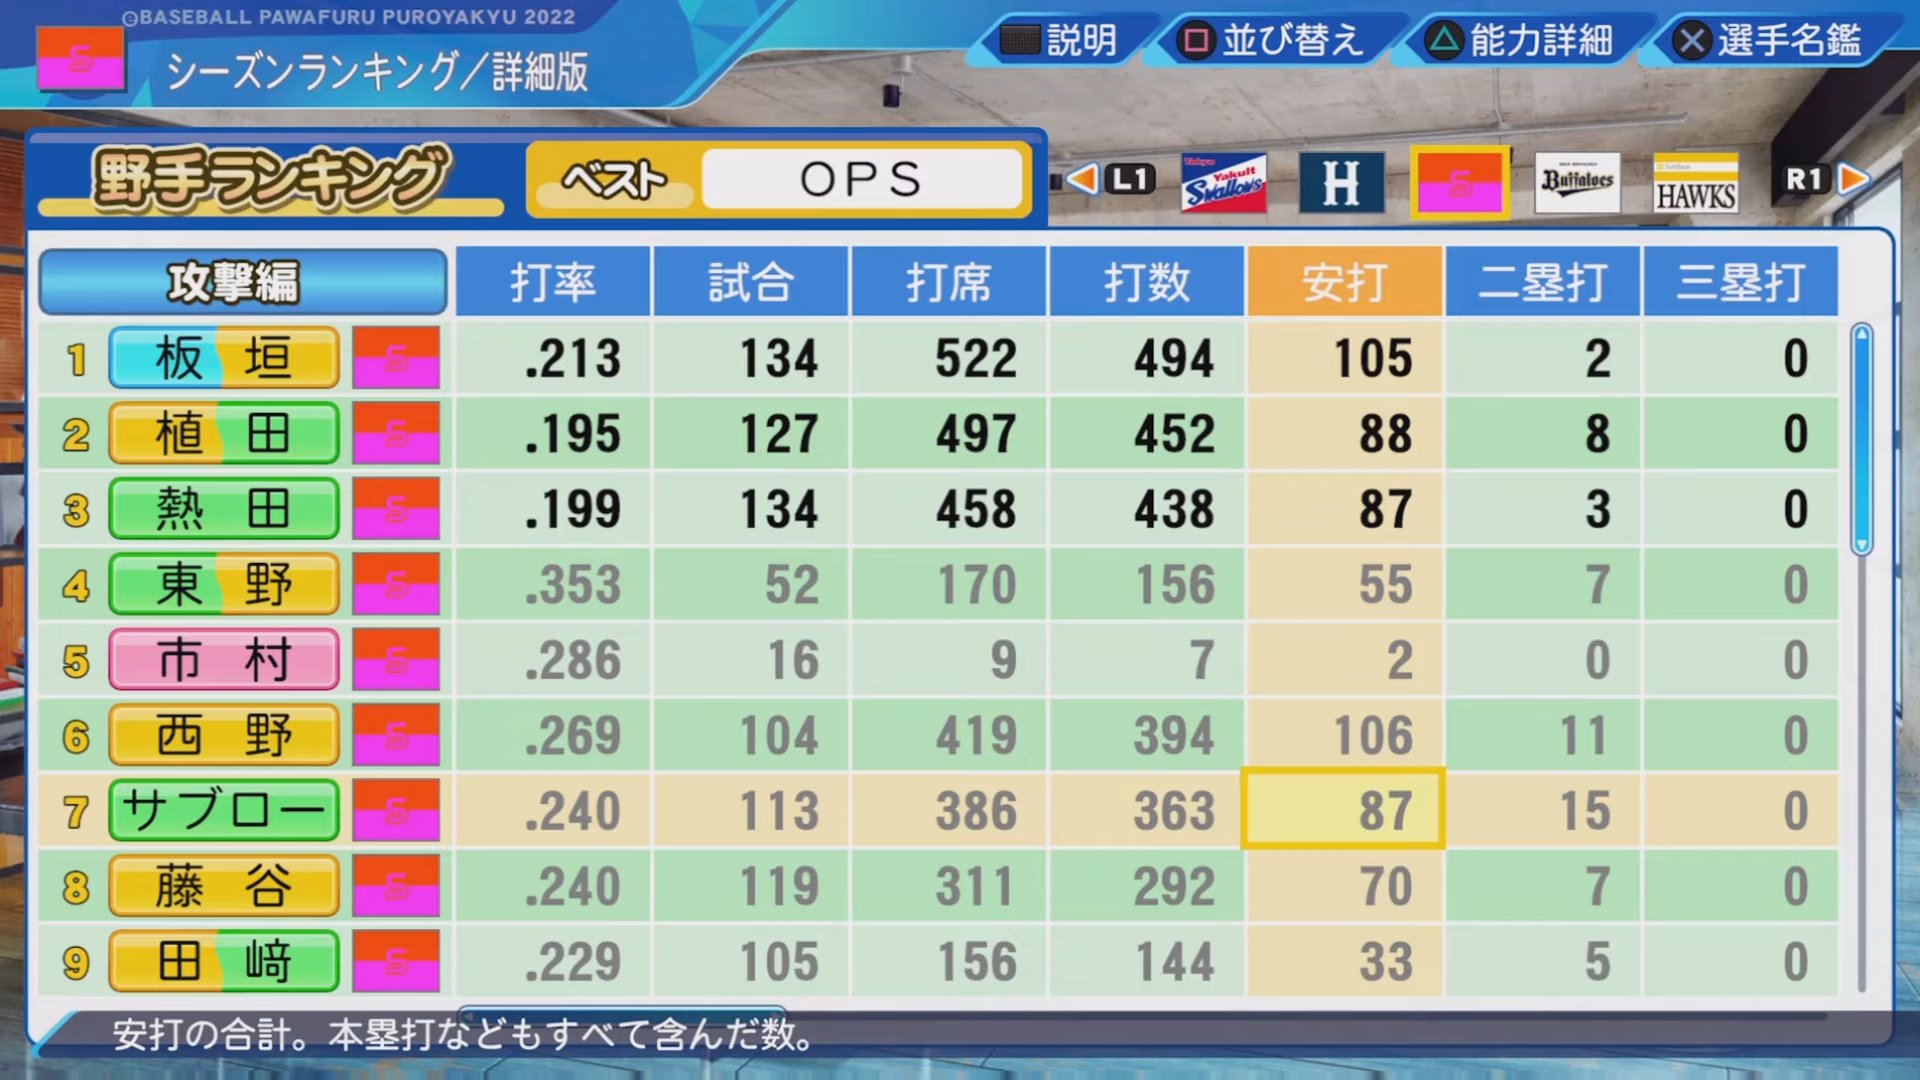 ©BASEBALL PAWAFURU PUROYAKYU 2022
S シーズンランキング／詳細版
説明 並び替え 能力詳細 選手名鑑
野手ランキング ベスト OPS
L1 Tokyo Yakult Swallows H S Buffaloes SoftBank HAWKS R1
攻撃編 打率 試合 打席 打数 安打 二塁打 三塁打
1 板垣 S .213 134 522 494 105 2 0
2 植田 S .195 127 497 452 88 8 0
3 熱田 S .199 134 458 438 87 3 0
4 東野 S .353 52 170 156 55 7 0
5 市村 S .286 16 9 7 2 0 0
6 西野 S .269 104 419 394 106 11 0
7 サブロー S .240 113 386 363 87 15 0
8 藤谷 S .240 119 311 292 70 7 0
9 田﨑 S .229 105 156 144 33 5 0
安打の合計。本塁打などもすべて含んだ数。